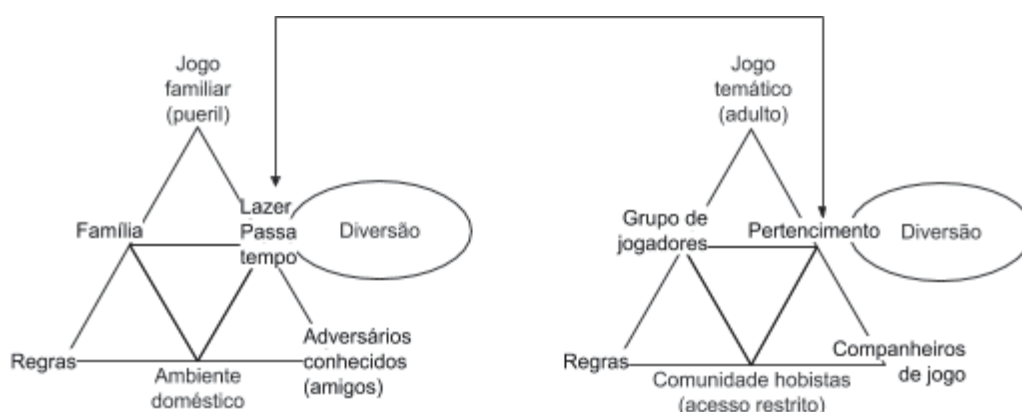 Jogo
familiar
(pueril)
Família
Lazer
Passa
tempo
Diversão
Regras
Ambiente
doméstico
Adversários
conhecidos
(amigos)
Jogo
temático
(adulto)
Grupo de
jogadores
Pertencimento
Diversão
Regras
Comunidade hobistas
(acesso restrito)
Companheiros
de jogo